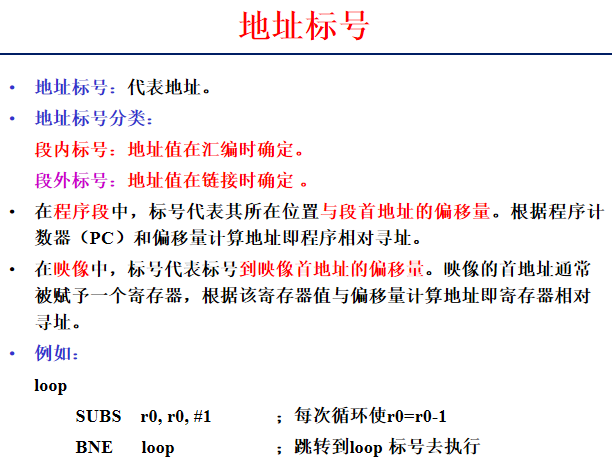 地址标号
• 地址标号：代表地址。
• 地址标号分类：
段内标号：地址值在汇编时确定。
段外标号：地址值在链接时确定 。
• 在程序段中，标号代表其所在位置与段首地址的偏移量。根据程序计
数器（PC）和偏移量计算地址即程序相对寻址。
• 在映像中，标号代表标号到映像首地址的偏移量。映像的首地址通常
被赋予一个寄存器，根据该寄存器值与偏移量计算地址即寄存器相对
寻址。
• 例如：
loop
SUBS r0, r0, #1 ；每次循环使r0=r0-1
BNE loop ；跳转到loop 标号去执行